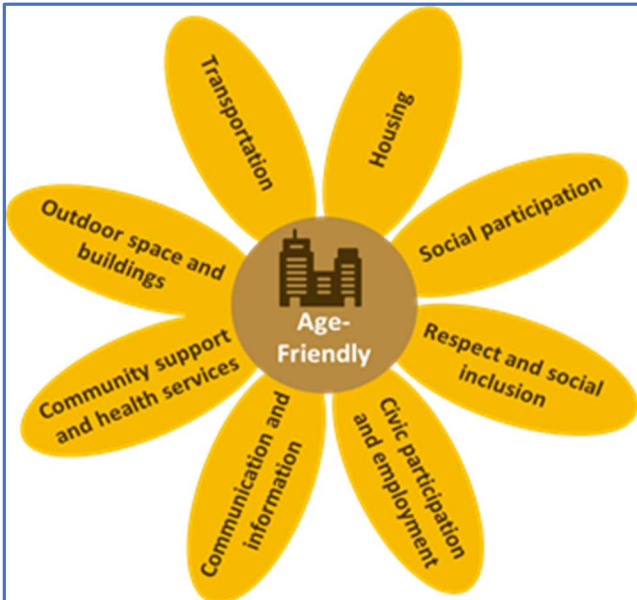 Transportation
Housing
Social participation
Respect and social
inclusion
Civic participation
and employment
Communication and
information
Community support
and health services
Outdoor space and
buildings
Age-
Friendly